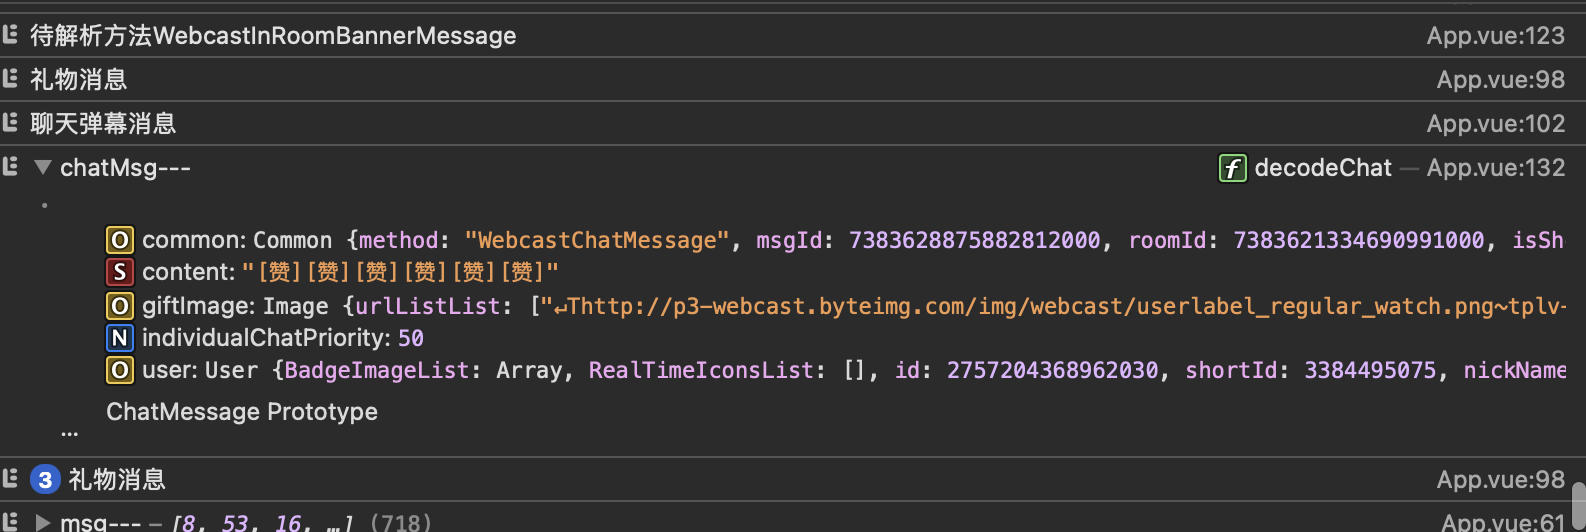 待解析方法WebcastInRoomBannerMessage App.vue:123
礼物消息 App.vue:98
聊天弹幕消息 App.vue:102
chatMsg--- f decodeChat — App.vue:132
O common: Common {method: "WebcastChatMessage", msgId: 7383628875882812000, roomId: 7383621334690991000, isSh
S content: "[赞][赞][赞][赞][赞][赞]"
O giftImage: Image {urlListList: ["↵Thttp://p3-webcast.byteimg.com/img/webcast/userlabel_regular_watch.png~tplv-
N individualChatPriority: 50
O user: User {BadgeImageList: Array, RealTimeIconsList: [], id: 2757204368962030, shortId: 3384495075, nickName
ChatMessage Prototype
…
3 礼物消息 App.vue:98
msg--- – [8, 53, 16, …] (718) App.vue:61